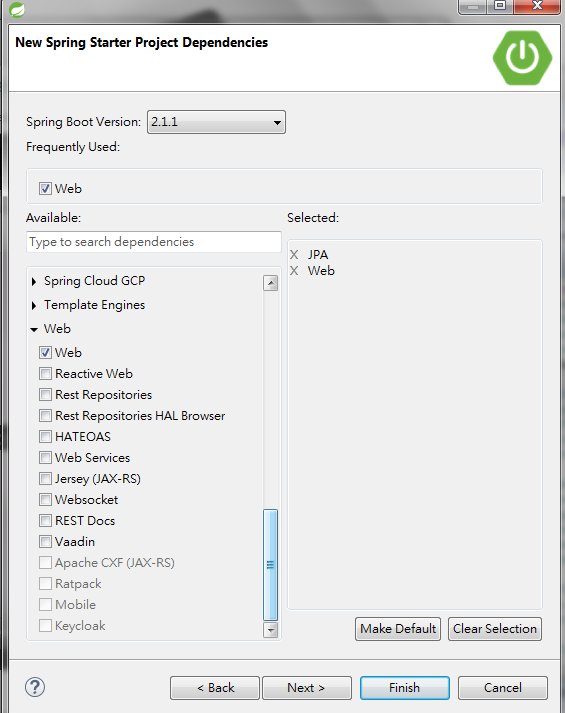 New Spring Starter Project Dependencies
Spring Boot Version: 2.1.1
Frequently Used:
Web
Available: Selected:
Type to search dependencies
X JPA
X Web
Spring Cloud GCP
Template Engines
Web
Web
Reactive Web
Rest Repositories
Rest Repositories HAL Browser
HATEOAS
Web Services
Jersey (JAX-RS)
Websocket
REST Docs
Vaadin
Apache CXF (JAX-RS)
Ratpack
Mobile
Keycloak
Make Default Clear Selection
? < Back Next > Finish Cancel